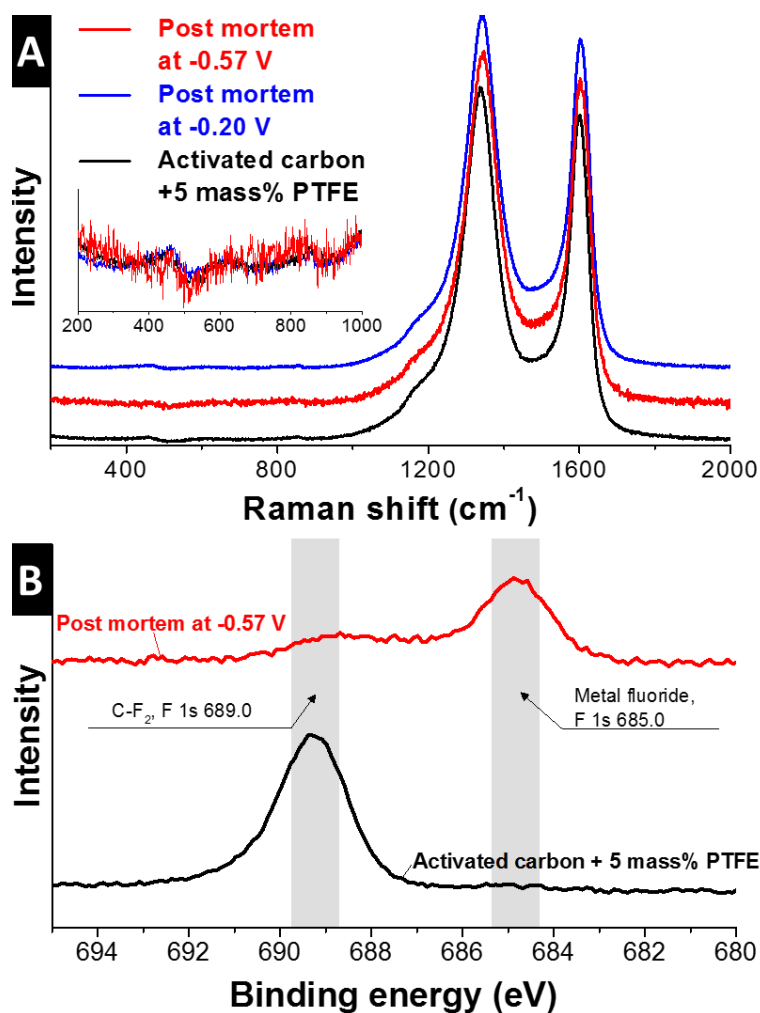 A
Post mortem
at -0.57 V
Post mortem
at -0.20 V
Activated carbon
+5 mass% PTFE
Intensity
200 400 600 800 1000
400 800 1200 1600 2000
Raman shift (cm⁻¹)
B
Post mortem at -0.57 V
C-F₂, F 1s 689.0
Metal fluoride,
F 1s 685.0
Intensity
Activated carbon + 5 mass% PTFE
694 692 690 688 686 684 682 680
Binding energy (eV)